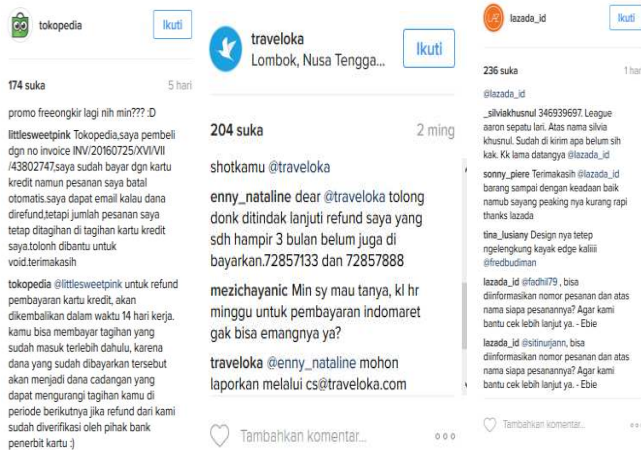 tokopedia
Ikuti
174 suka
5 hari
promo freeongkir lagi nih min??? :D
littlesweetpink Tokopedia,saya pembeli
dgn no invoice INV/20160725/XVI/VII
/43802747,saya sudah bayar dgn kartu
kredit namun pesanan saya batal
otomatis.saya dapat email kalau dana
direfund,tetapi jumlah pesanan saya
tetap ditagihan di tagihan kartu kredit
saya.tolonh dibantu untuk
void.terimakasih
tokopedia @littlesweetpink untuk refund
pembayaran kartu kredit, akan
dikembalikan dalam waktu 14 hari kerja.
kamu bisa membayar tagihan yang
sudah masuk terlebih dahulu, karena
dana yang sudah dibayarkan tersebut
akan menjadi dana cadangan yang
dapat mengurangi tagihan kamu di
periode berikutnya jika refund dari kami
sudah diverifikasi oleh pihak bank
penerbit kartu :)
traveloka
Lombok, Nusa Tengga...
Ikuti
204 suka
2 ming
shotkamu @traveloka
enny_nataline dear @traveloka tolong
donk ditindak lanjuti refund saya yang
sdh hampir 3 bulan belum juga di
bayarkan.72857133 dan 72857888
mezichayanic Min sy mau tanya, kl hr
minggu untuk pembayaran indomaret
gak bisa emangnya ya?
traveloka @enny_nataline mohon
laporkan melalui cs@traveloka.com
Tambahkan komentar...
lazada_id
Ikuti
236 suka
1 hari
@lazada_id
_silviakhusnul 346939697. League
aaron sepatu lari. Atas nama silvia
khusnul. Sudah di kirim apa belum sih
kak. Kk lama datangya @lazada_id
sonny_piere Terimakasih @lazada_id
barang sampai dengan keadaan baik
namub sayang peaking nya kurang rapi
thanks lazada
tina_lusiany Design nya tetep
ngelengkung kayak edge kaliiii
@fredbudiman
lazada_id @fadhil79 , bisa
diinformasikan nomor pesanan dan atas
nama siapa pesanannya? Agar kami
bantu cek lebih lanjut ya. - Ebie
lazada_id @sitinurjann, bisa
diinformasikan nomor pesanan dan atas
nama siapa pesanannya? Agar kami
bantu cek lebih lanjut ya. - Ebie
Tambahkan komentar...